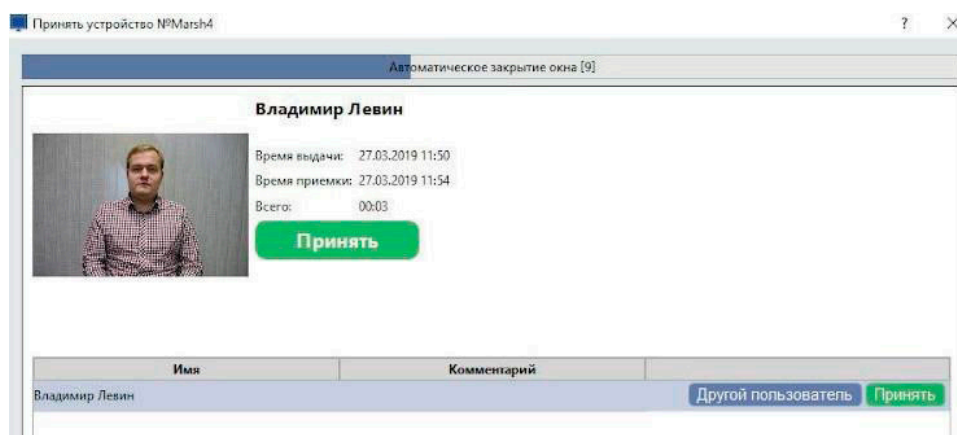 Принять устройство №Marsh4
Автоматическое закрытие окна [9]
Владимир Левин
Время выдачи: 27.03.2019 11:50
Время приемки: 27.03.2019 11:54
Всего: 00:03
Принять
Имя Комментарий
Владимир Левин Другой пользователь Принять